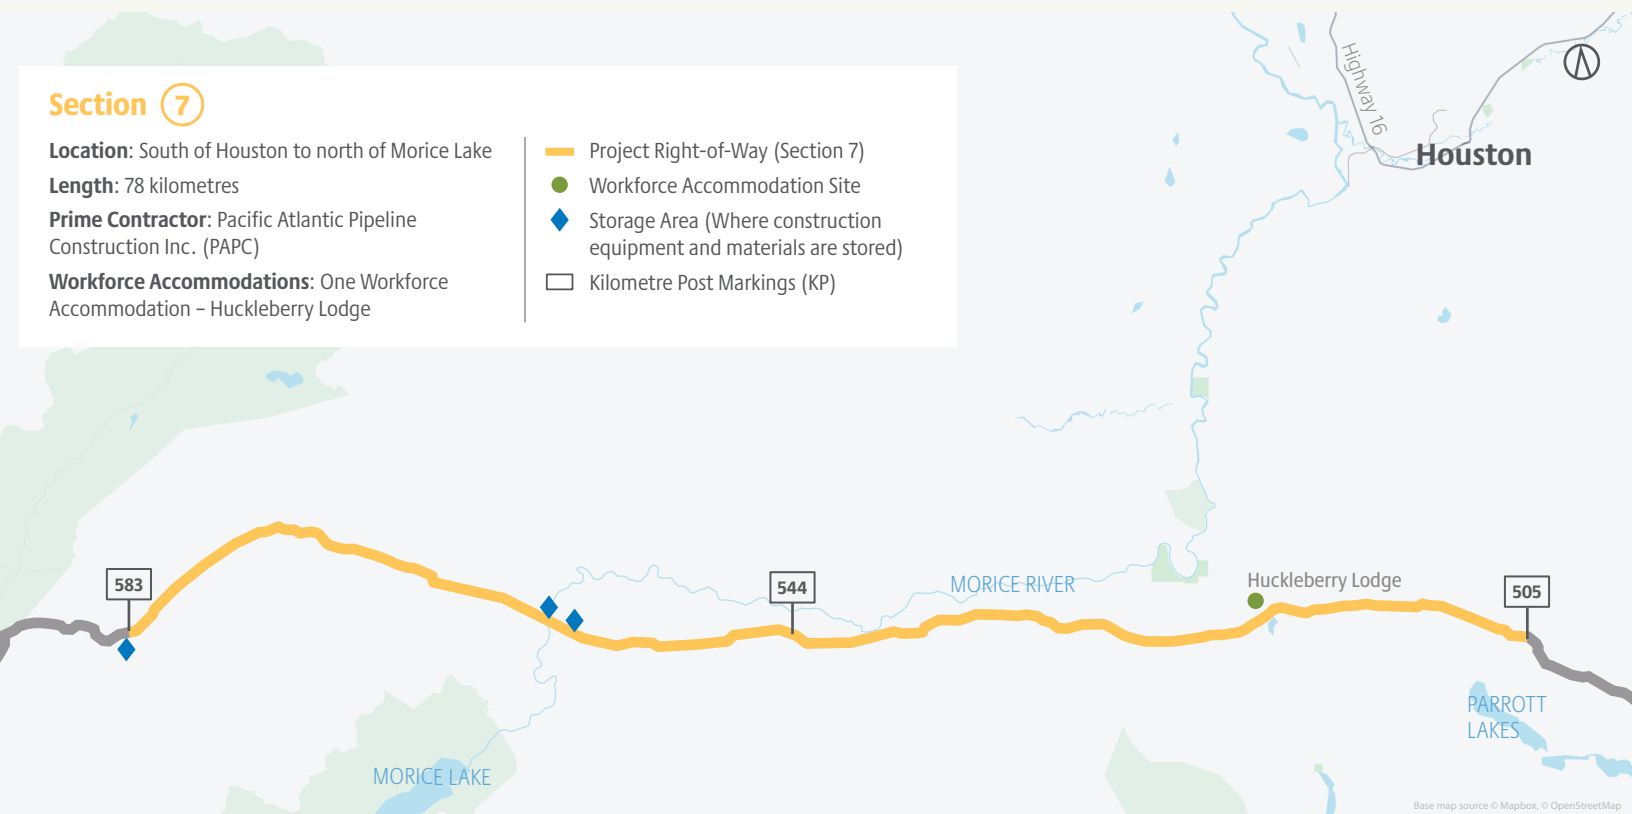 Section 7
Location: South of Houston to north of Morice Lake
Length: 78 kilometres
Prime Contractor: Pacific Atlantic Pipeline
Construction Inc. (PAPC)
Workforce Accommodations: One Workforce
Accommodation – Huckleberry Lodge
Project Right-of-Way (Section 7)
Workforce Accommodation Site
Storage Area (Where construction
equipment and materials are stored)
Kilometre Post Markings (KP)
Highway 16
Houston
583
544
MORICE RIVER
Huckleberry Lodge
505
PARROTT
LAKES
MORICE LAKE
Base map source © Mapbox, © OpenStreetMap